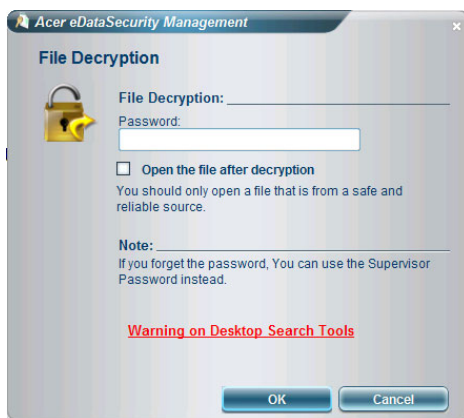 Acer eDataSecurity Management
x
File Decryption
File Decryption:
Password:
Open the file after decryption
You should only open a file that is from a safe and
reliable source.
Note:
If you forget the password, You can use the Supervisor
Password instead.
Warning on Desktop Search Tools
OK Cancel